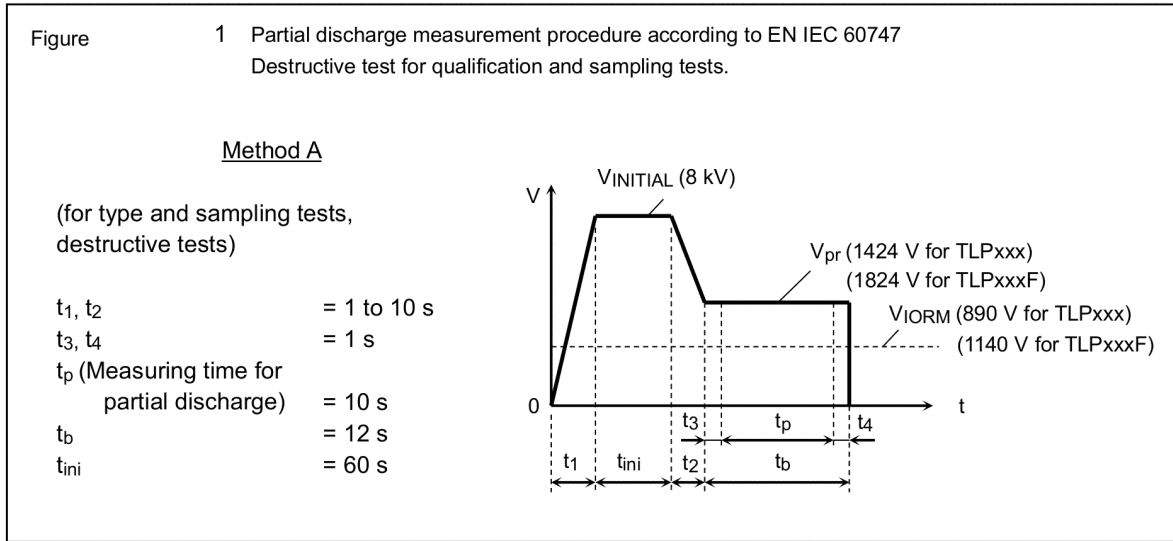 Figure 1 Partial discharge measurement procedure according to EN IEC 60747
Destructive test for qualification and sampling tests.
Method A
(for type and sampling tests,
destructive tests)
t1, t2 = 1 to 10 s
t3, t4 = 1 s
tp (Measuring time for
partial discharge) = 10 s
tb = 12 s
tini = 60 s
V
VINITIAL (8 kV)
Vpr (1424 V for TLPxxx)
(1824 V for TLPxxxF)
VIORM (890 V for TLPxxx)
(1140 V for TLPxxxF)
0
t
t3 tp t4
t1 tini t2 tb